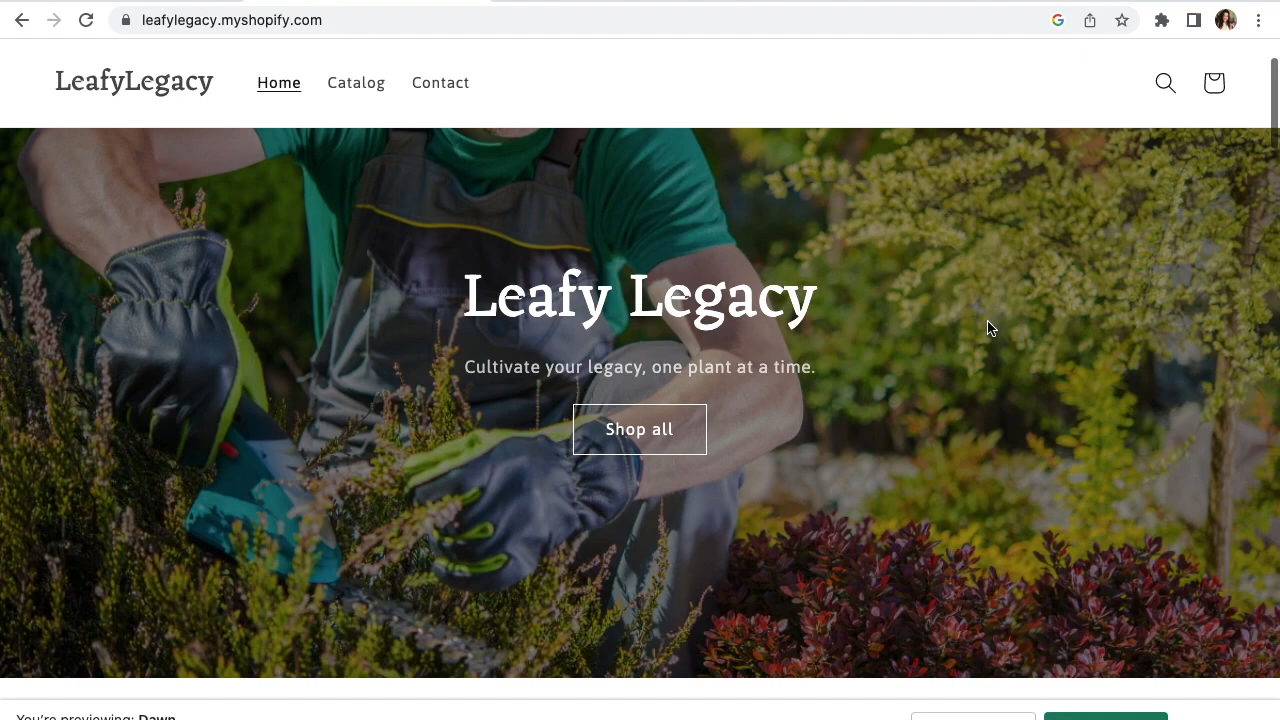 leafylegacy.myshopify.com
LeafyLegacy Home Catalog Contact
Leafy Legacy
Cultivate your legacy, one plant at a time.
Shop all
You're previewing: Dawn